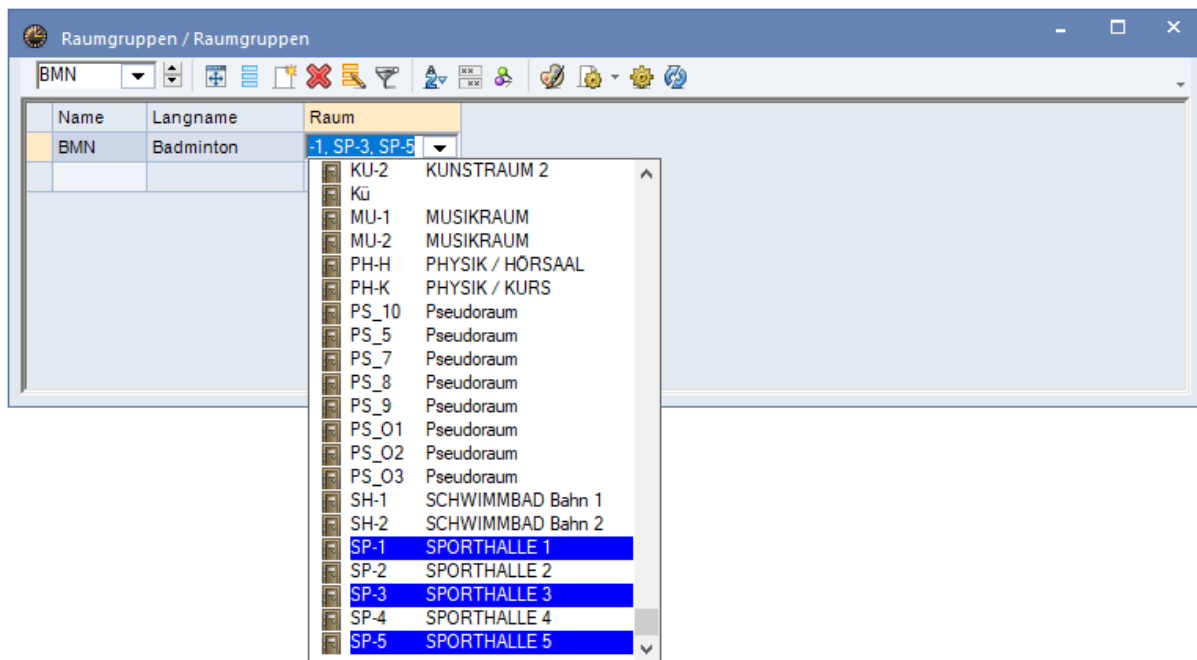 Raumgruppen / Raumgruppen
BMN
Name Langname Raum
BMN Badminton -1, SP-3, SP-5
KU-2 KUNSTRAUM 2
Kü
MU-1 MUSIKRAUM
MU-2 MUSIKRAUM
PH-H PHYSIK / HÖRSAAL
PH-K PHYSIK / KURS
PS_10 Pseudoraum
PS_5 Pseudoraum
PS_7 Pseudoraum
PS_8 Pseudoraum
PS_9 Pseudoraum
PS_O1 Pseudoraum
PS_O2 Pseudoraum
PS_O3 Pseudoraum
SH-1 SCHWIMMBAD Bahn 1
SH-2 SCHWIMMBAD Bahn 2
SP-1 SPORTHALLE 1
SP-2 SPORTHALLE 2
SP-3 SPORTHALLE 3
SP-4 SPORTHALLE 4
SP-5 SPORTHALLE 5